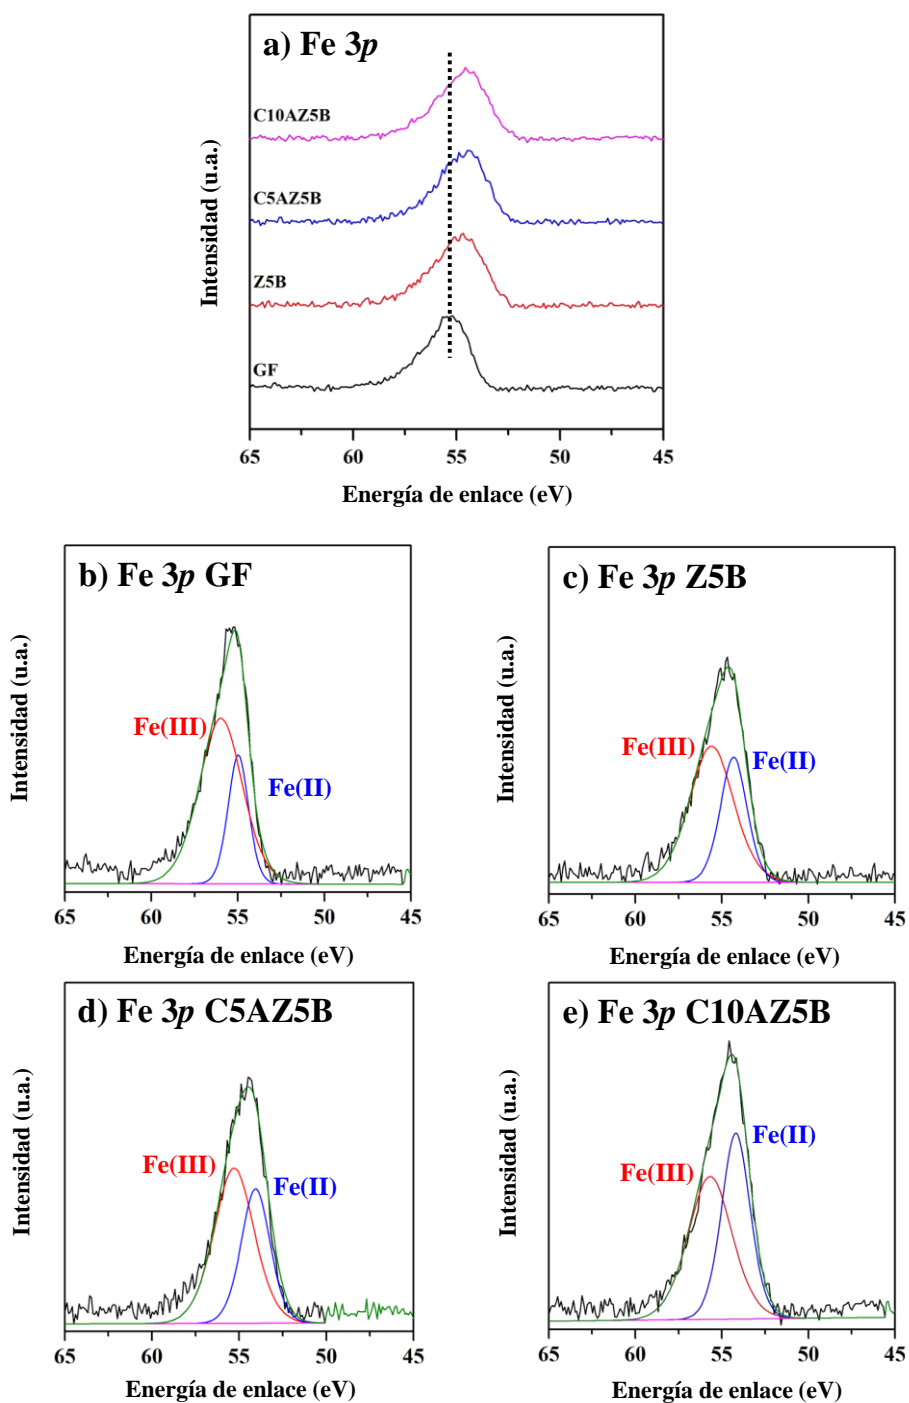 a) Fe 3p
C10AZ5B
C5AZ5B
Z5B
GF
Intensidad (u.a.)
65 60 55 50 45
Energía de enlace (eV)
b) Fe 3p GF
Fe(III)
Fe(II)
Intensidad (u.a.)
65 60 55 50 45
Energía de enlace (eV)
c) Fe 3p Z5B
Fe(III)
Fe(II)
Intensidad (u.a.)
65 60 55 50 45
Energía de enlace (eV)
d) Fe 3p C5AZ5B
Fe(III)
Fe(II)
Intensidad (u.a.)
65 60 55 50 45
Energía de enlace (eV)
e) Fe 3p C10AZ5B
Fe(II)
Fe(III)
Intensidad (u.a.)
65 60 55 50 45
Energía de enlace (eV)